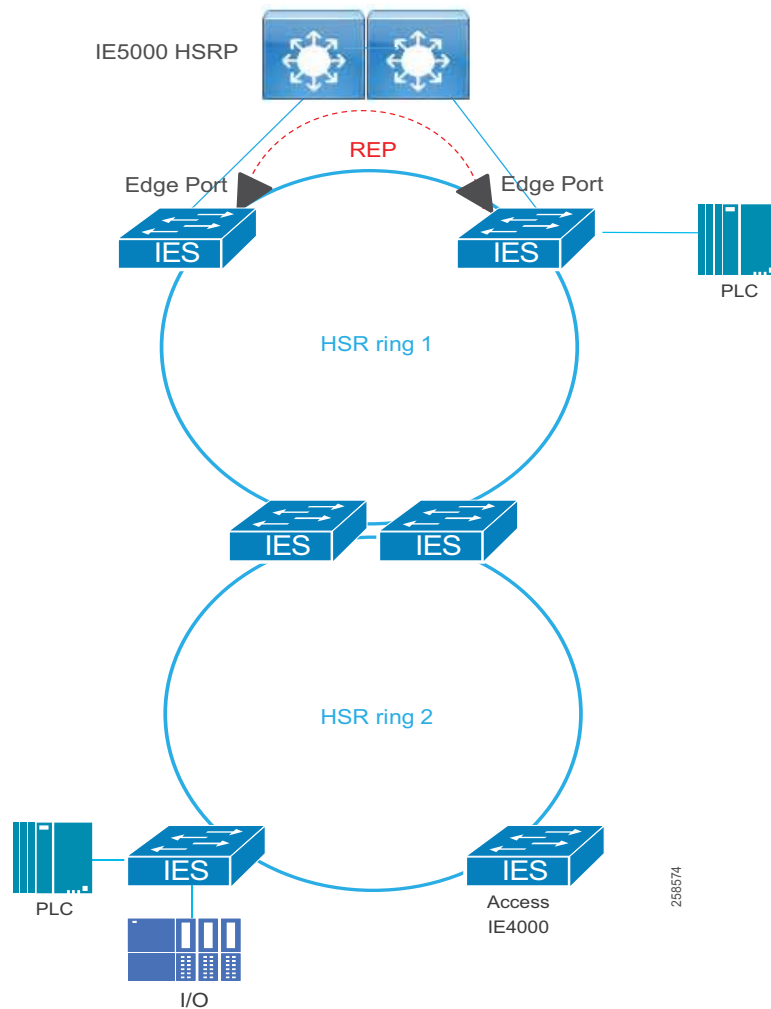 IE5000 HSRP
REP
Edge Port
Edge Port
IES
IES
PLC
HSR ring 1
IES
IES
HSR ring 2
IES
IES
PLC
Access
IE4000
I/O
258574